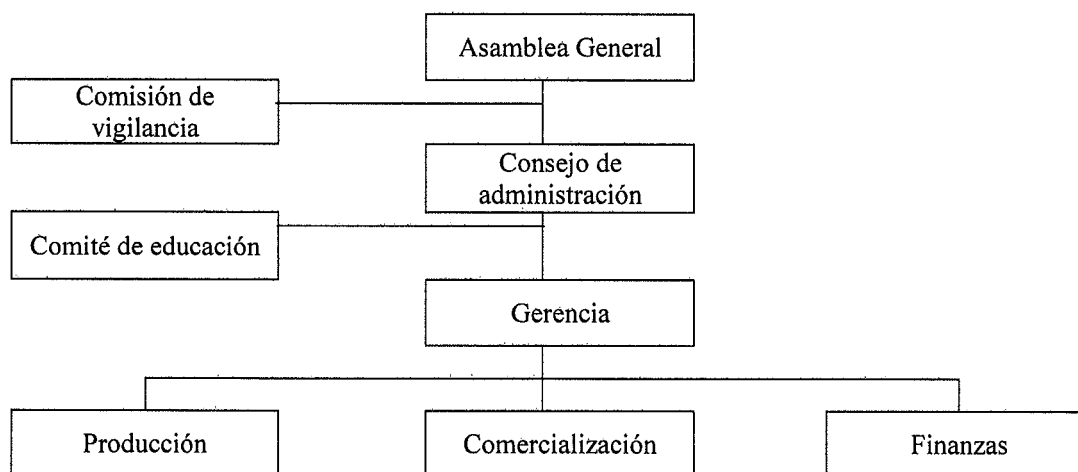 Asamblea General
Comisión de
vigilancia
Consejo de
administración
Comité de educación
Gerencia
Producción
Comercialización
Finanzas